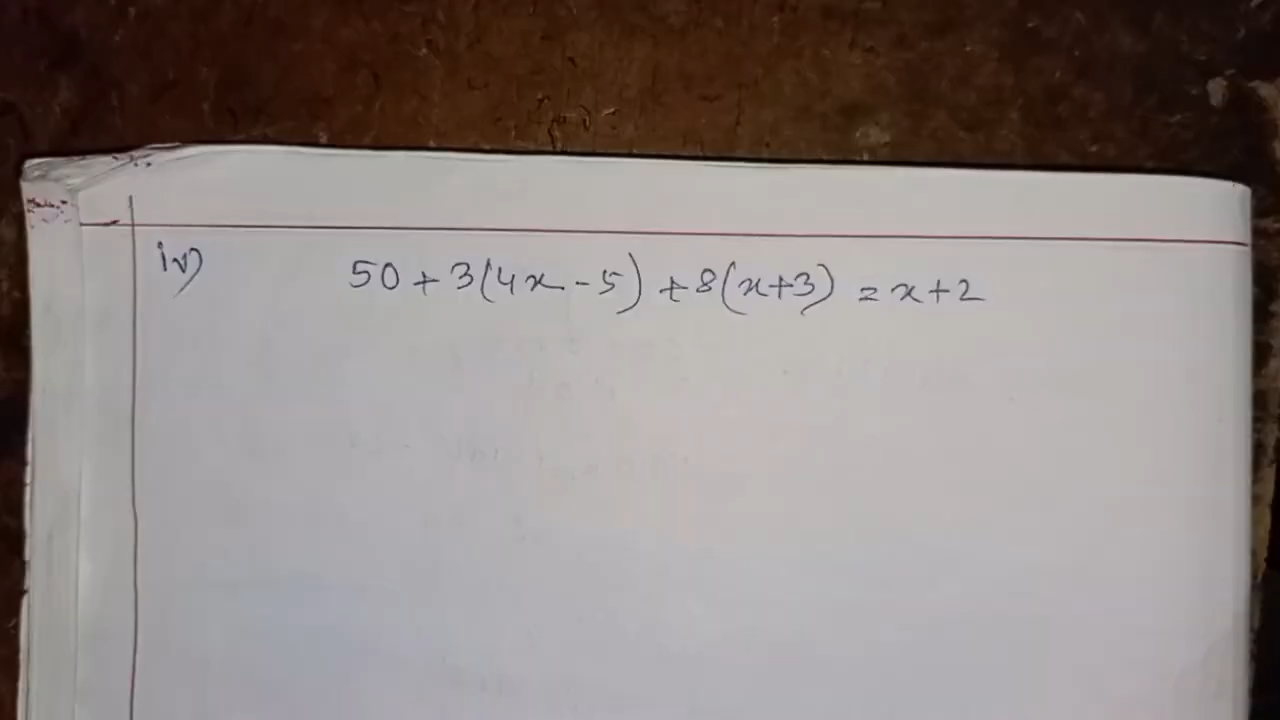 iv) 50 + 3(4x - 5) + 8(x+3) = x+2